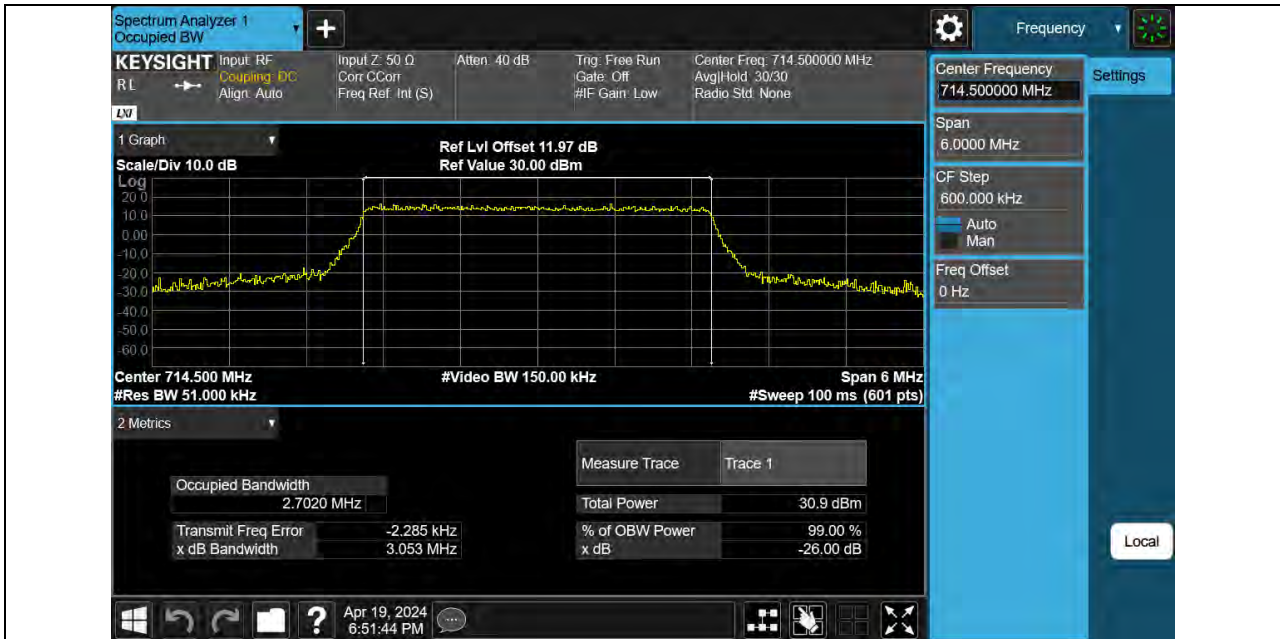 Spectrum Analyzer 1
Occupied BW
+
Frequency
KEYSIGHT
RL
LXI
Input: RF
Coupling: DC
Align: Auto
Input Z: 50 Ω
Corr CCorr
Freq Ref: Int (S)
Atten: 40 dB
Trig: Free Run
Gate: Off
#IF Gain: Low
Center Freq: 714.500000 MHz
Avg|Hold: 30/30
Radio Std: None
Center Frequency
714.500000 MHz
Settings
Span
6.0000 MHz
CF Step
600.000 kHz
Auto
Man
Freq Offset
0 Hz
1 Graph
Ref Lvl Offset 11.97 dB
Scale/Div 10.0 dB
Ref Value 30.00 dBm
Log
20.0
10.0
0.00
-10.0
-20.0
-30.0
-40.0
-50.0
-60.0
Center 714.500 MHz
#Video BW 150.00 kHz
Span 6 MHz
#Res BW 51.000 kHz
#Sweep 100 ms (601 pts)
2 Metrics
Measure Trace
Trace 1
Occupied Bandwidth
2.7020 MHz
Total Power
30.9 dBm
Transmit Freq Error
-2.285 kHz
% of OBW Power
99.00 %
x dB Bandwidth
3.053 MHz
x dB
-26.00 dB
Local
?
Apr 19, 2024
6:51:44 PM